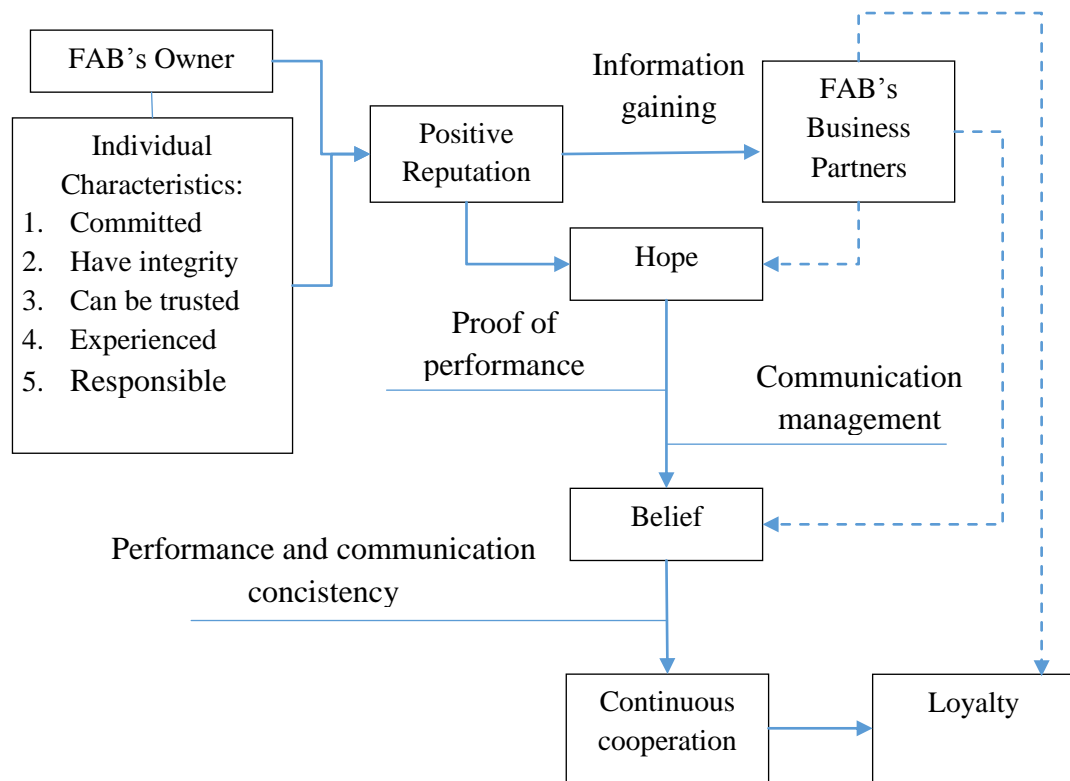 FAB’s Owner
Individual
Characteristics:
1. Committed
2. Have integrity
3. Can be trusted
4. Experienced
5. Responsible
Positive
Reputation
Information
gaining
FAB’s
Business
Partners
Hope
Proof of
performance
Communication
management
Belief
Performance and communication
concistency
Continuous
cooperation
Loyalty